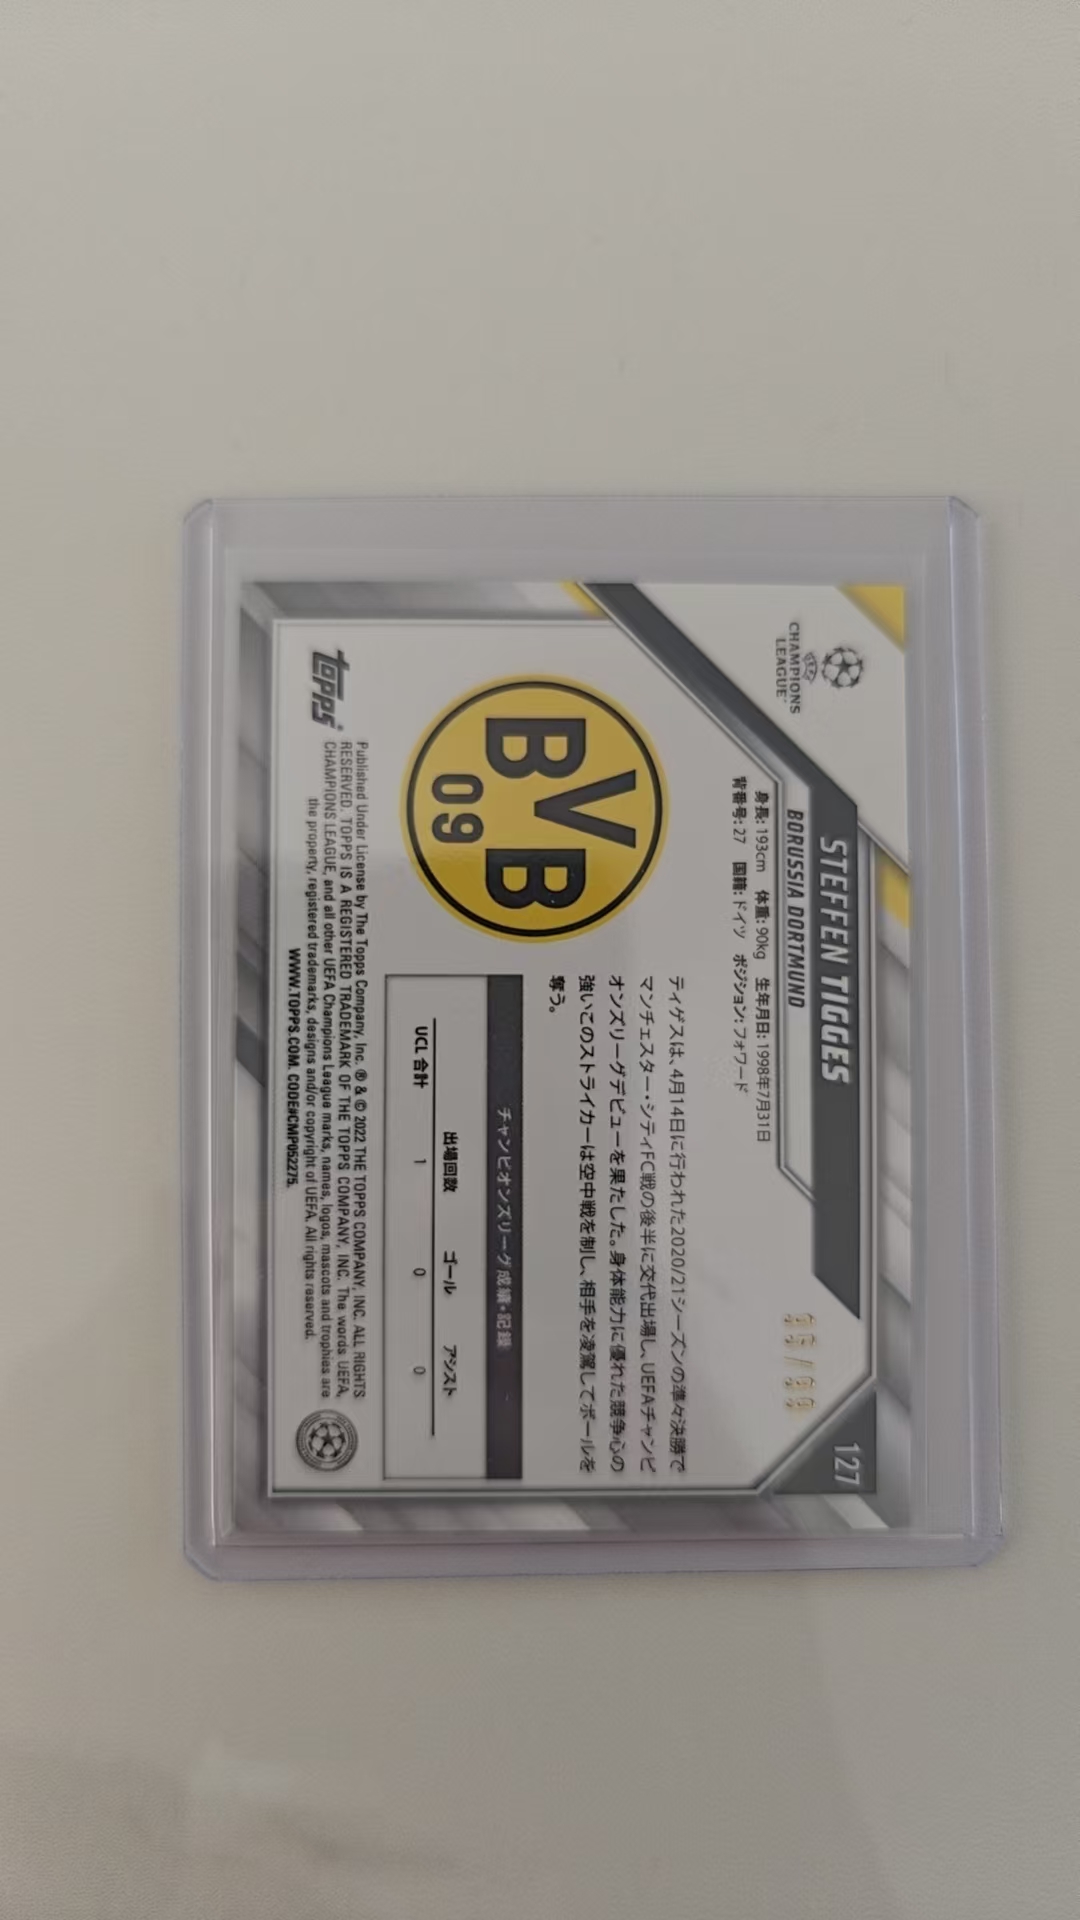 CHAMPIONS
LEAGUE
STEFFEN TIGGES
BORUSSIA DORTMUND
127
身長: 193cm 体重: 90kg 生年月日: 1998年7月31日
背番号: 27 国籍: ドイツ ポジション: フォワード
BVB
09
ティゲスは、4月14日に行われた2020/21シーズンの準々決勝で
マンチェスター・シティFC戦の後半に交代出場し、UEFAチャンピ
オンズリーグデビューを果たした。身体能力に優れた競争心の
強いこのストライカーは空中戦を制し、相手を凌駕してボールを
奪う。
チャンピオンズリーグ成績・記録
出場回数 ゴール アシスト
UCL 合計 1 0 0
topps®
Published Under License by The Topps Company, Inc. ® & © 2022 THE TOPPS COMPANY, INC. ALL RIGHTS
RESERVED. TOPPS IS A REGISTERED TRADEMARK OF THE TOPPS COMPANY, INC. The words UEFA,
CHAMPIONS LEAGUE, and all other UEFA Champions League marks, names, logos, mascots and trophies are
the property, registered trademarks, designs and/or copyright of UEFA. All rights reserved.
WWW.TOPPS.COM. CODE#CMP052275.